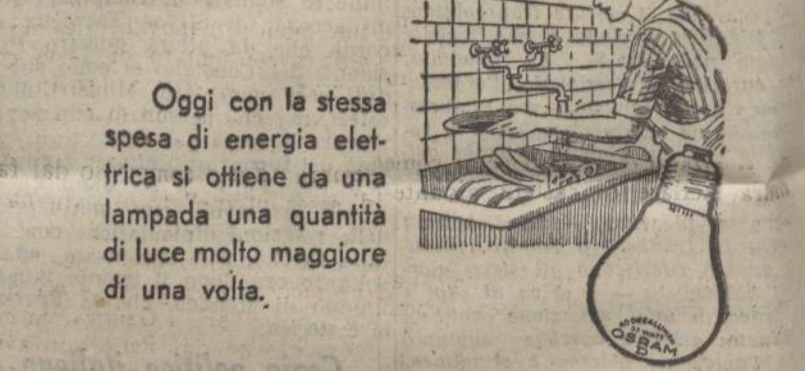 Oggi con la stessa
spesa di energia elet-
trica si ottiene da una
lampada una quantità
di luce molto maggiore
di una volta.
OSRAM